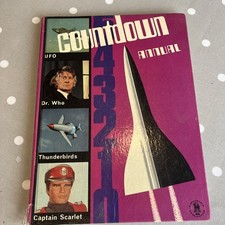 COUNTDOWN
ANNUAL
UFO
Dr. Who
Thunderbirds
Captain Scarlet